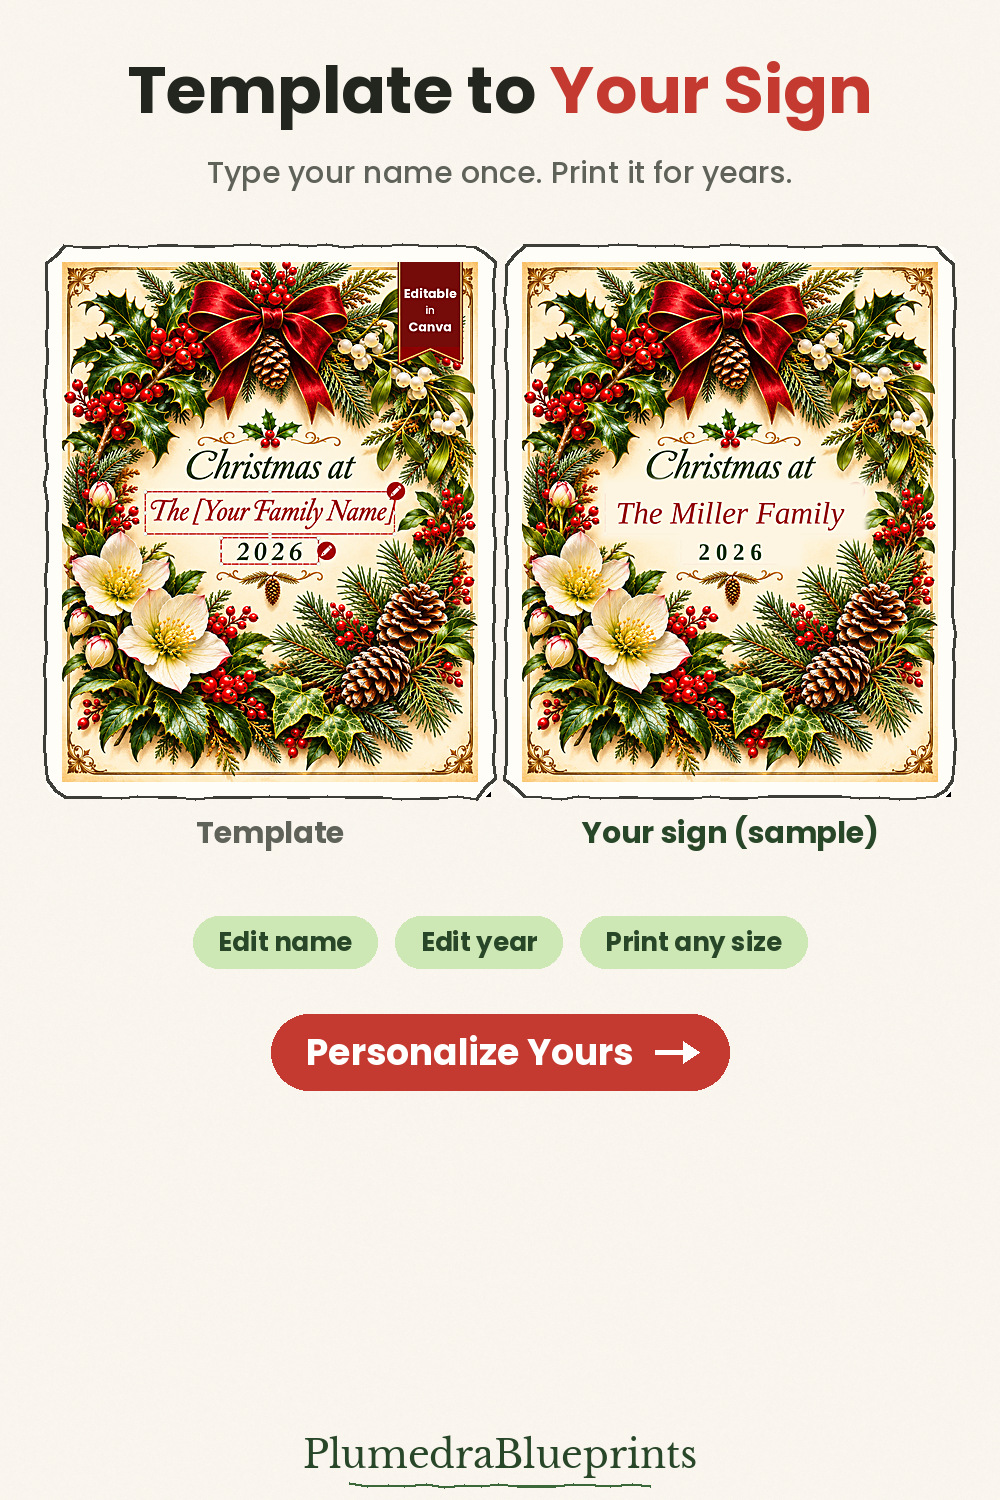 Template to Your Sign
Type your name once. Print it for years.
Editable
in
Canva
Christmas at
The [Your Family Name]
2026
Christmas at
The Miller Family
2026
Template
Your sign (sample)
Edit name
Edit year
Print any size
Personalize Yours →
PlumedraBlueprints